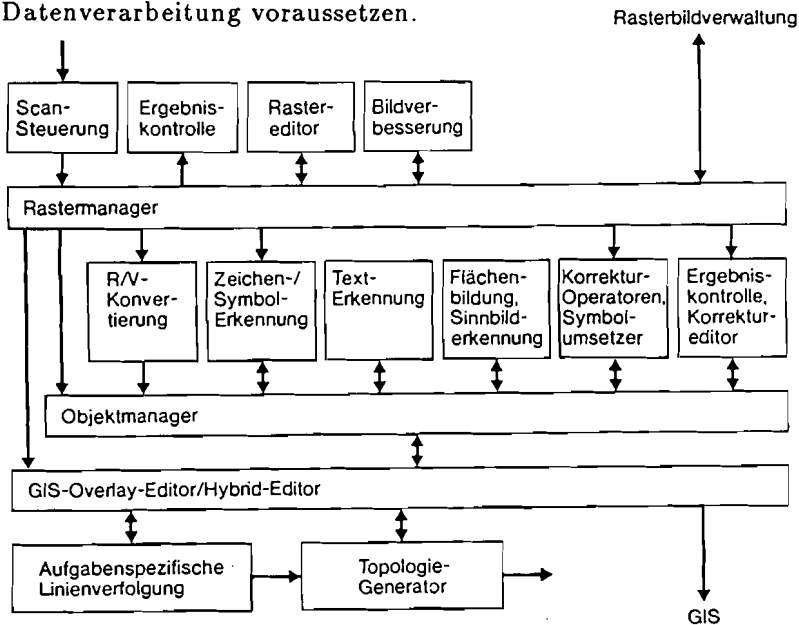 Datenverarbeitung voraussetzen.
Rasterbildverwaltung
Scan-
Steuerung
Ergebnis-
kontrolle
Raster-
editor
Bildver-
besserung
Rastermanager
R/V-
Konver-
tierung
Zeichen-/
Symbol-
Erkennung
Text-
Erkennung
Flächen-
bildung,
Sinnbild-
erkennung
Korrektur-
Operatoren,
Symbol-
umsetzer
Ergebnis-
kontrolle,
Korrektur-
editor
Objektmanager
GIS-Overlay-Editor/Hybrid-Editor
Aufgabenspezifische
Linienverfolgung
Topologie-
Generator
GIS